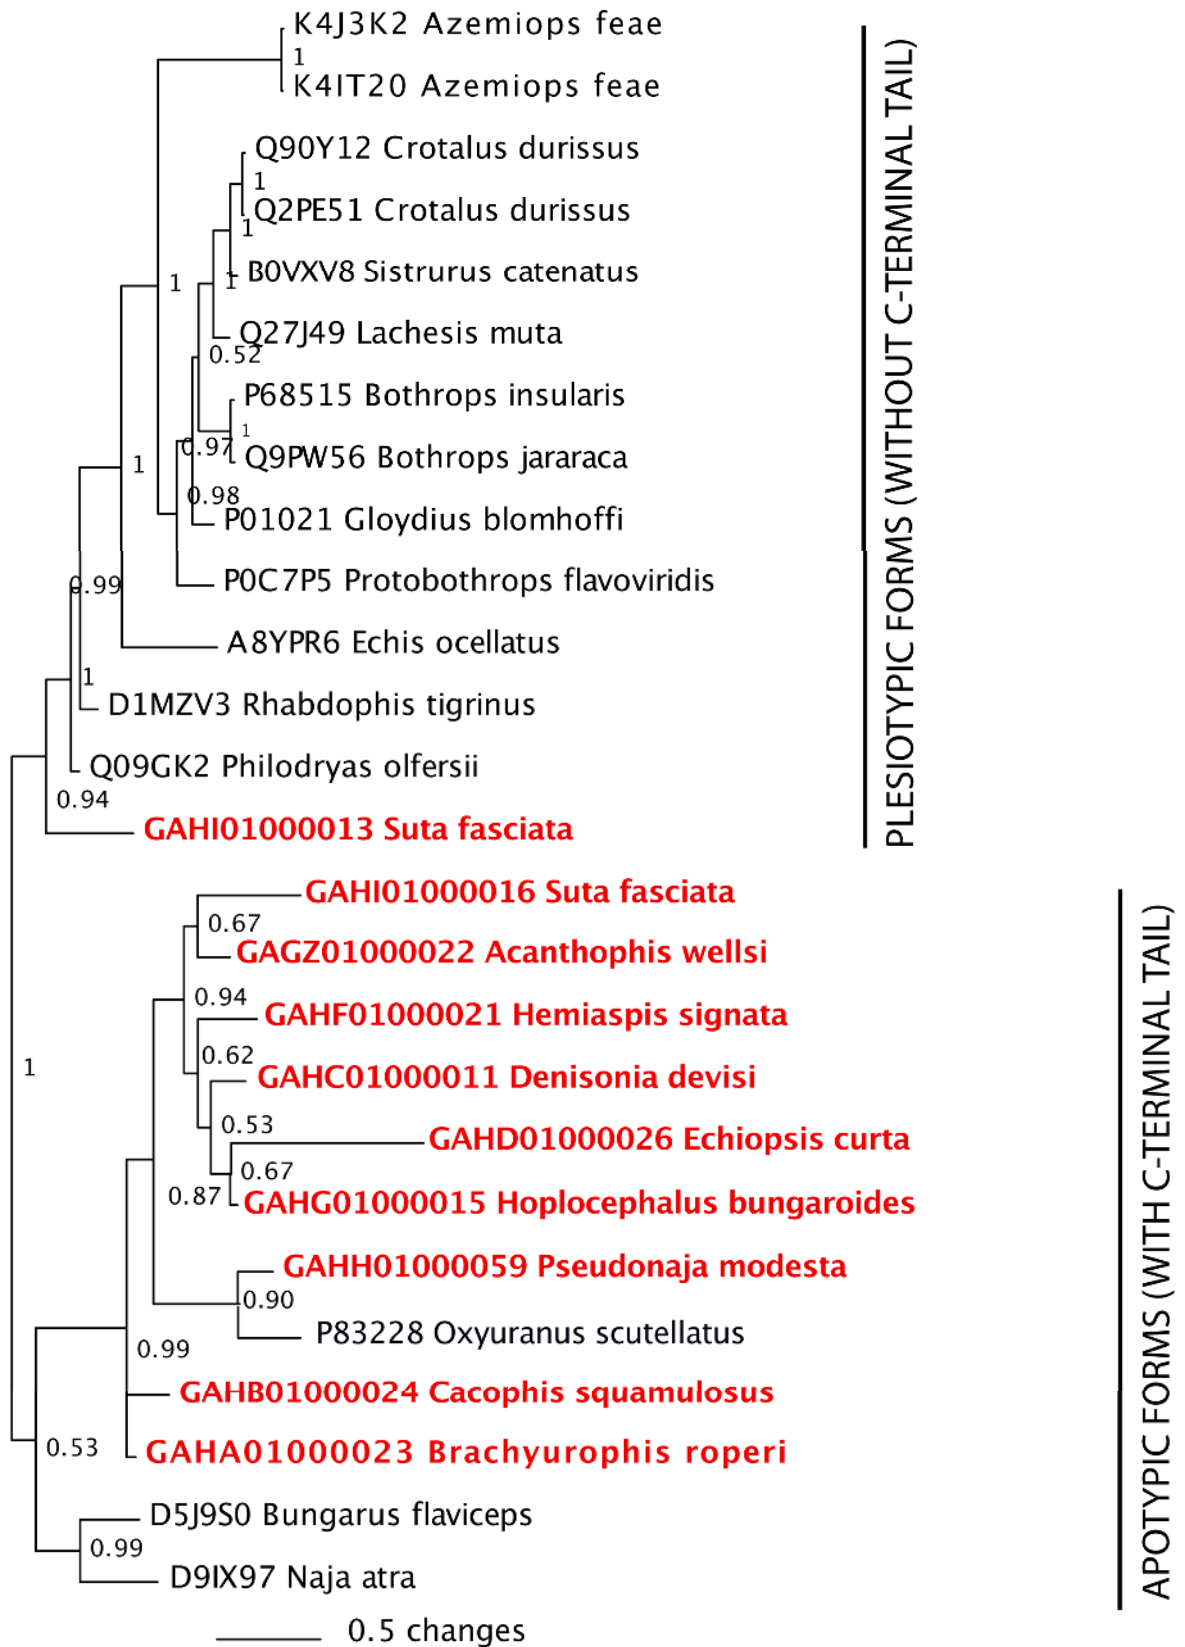 K4J3K2 Azemiops feae
1
K4IT20 Azemiops feae
Q90Y12 Crotalus durissus
1
Q2PE51 Crotalus durissus
1
B0VXV8 Sistrurus catenatus
1
1
Q27J49 Lachesis muta
0.52
P68515 Bothrops insularis
1
0.97
Q9PW56 Bothrops jararaca
1
0.98
P01021 Gloydius blomhoffi
0.99
P0C7P5 Protobothrops flavoviridis
A8YPR6 Echis ocellatus
1
D1MZV3 Rhabdophis tigrinus
Q09GK2 Philodryas olfersii
0.94
GAHI01000013 Suta fasciata
PLESIOTYPIC FORMS (WITHOUT C-TERMINAL TAIL)
GAHI01000016 Suta fasciata
0.67
GAGZ01000022 Acanthophis wellsi
0.94
GAHF01000021 Hemiaspis signata
0.62
1
GAHC01000011 Denisonia devisi
0.53
GAHD01000026 Echiopsis curta
0.67
0.87
GAHG01000015 Hoplocephalus bungaroides
GAHH01000059 Pseudonaja modesta
0.90
P83228 Oxyuranus scutellatus
0.99
GAHB01000024 Cacophis squamulosus
0.53
GAHA01000023 Brachyurophis roperi
D5J9S0 Bungarus flaviceps
0.99
D9IX97 Naja atra
APOTYPIC FORMS (WITH C-TERMINAL TAIL)
0.5 changes